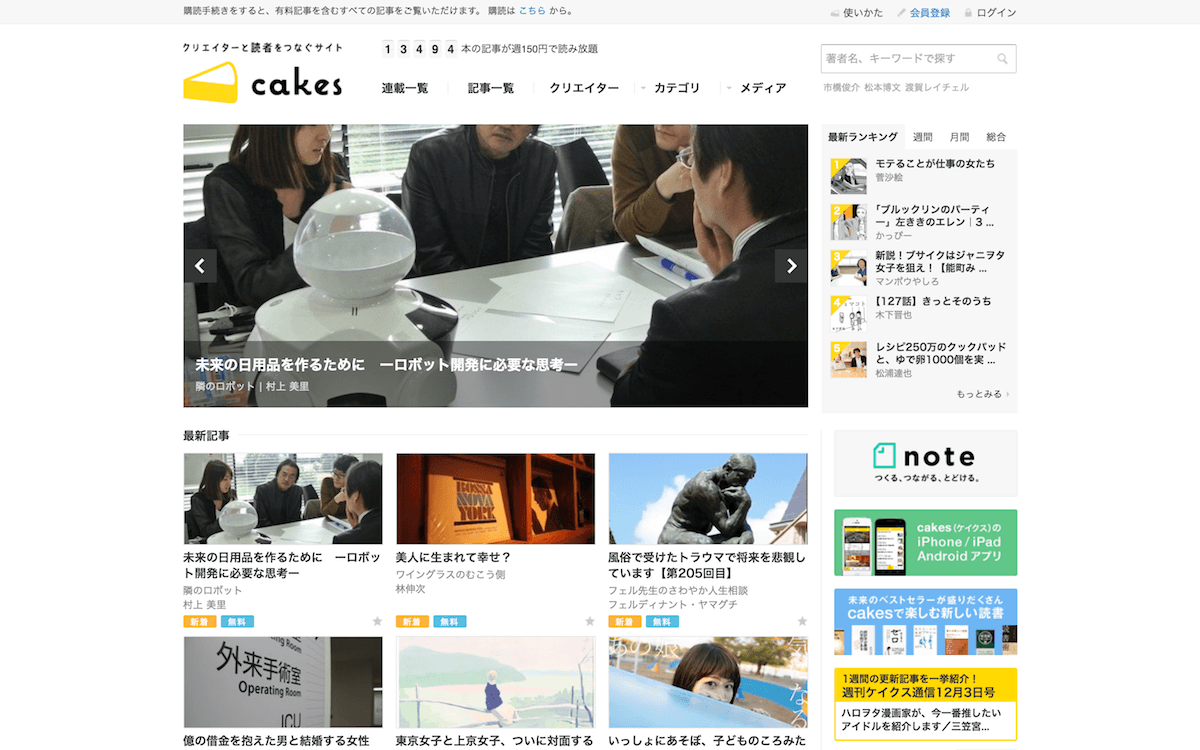 購読手続きをすると、有料記事を含むすべての記事をご覧いただけます。 購読は こちら から。
使いかた 会員登録 ログイン
クリエイターと読者をつなぐサイト
cakes
13494 本の記事が週150円で読み放題
著者名、キーワードで探す
連載一覧 記事一覧 クリエイター カテゴリ メディア
市橋俊介 松本博文 渡賀レイチェル
未来の日用品を作るために ーロボット開発に必要な思考ー
隣のロボット | 村上 美里
最新ランキング 週間 月間 総合
1
モテることが仕事の女たち
菅沙絵
2
「ブルックリンのパーティ
ー」左ききのエレン｜3 ...
かっぴー
3
新説！ブサイクはジャニヲタ
女子を狙え！【能町み ...
マンボウやしろ
4
【127話】きっとそのうち
木下晋也
5
レシピ250万のクックパッド
と、ゆで卵1000個を実 ...
松浦達也
もっとみる
最新記事
未来の日用品を作るために ーロボッ
ト開発に必要な思考ー
隣のロボット
村上 美里
新着 無料
BOSSA
NOVA
YORK
美人に生まれて幸せ？
ワイングラスのむこう側
林伸次
新着 無料
風俗で受けたトラウマで将来を悲観し
ています【第205回目】
フェル先生のさわやか人生相談
フェルディナント・ヤマグチ
新着 無料
外来手術室
Operating Room
ICU
億の借金を抱えた男と結婚する女性
東京女子と上京女子、ついに対面する
いっしょにあそぼ、子どものころみた
note
つくる、つながる、とどける。
cakes（ケイクス）の
iPhone / iPad
Android アプリ
未来のベストセラーが盛りだくさん
cakesで楽しむ新しい読書
ゼロ
1週間の更新記事を一挙紹介！
週刊ケイクス通信12月3日号
ハロヲタ漫画家が、今一番推したい
アイドルを紹介します／三笠宮...